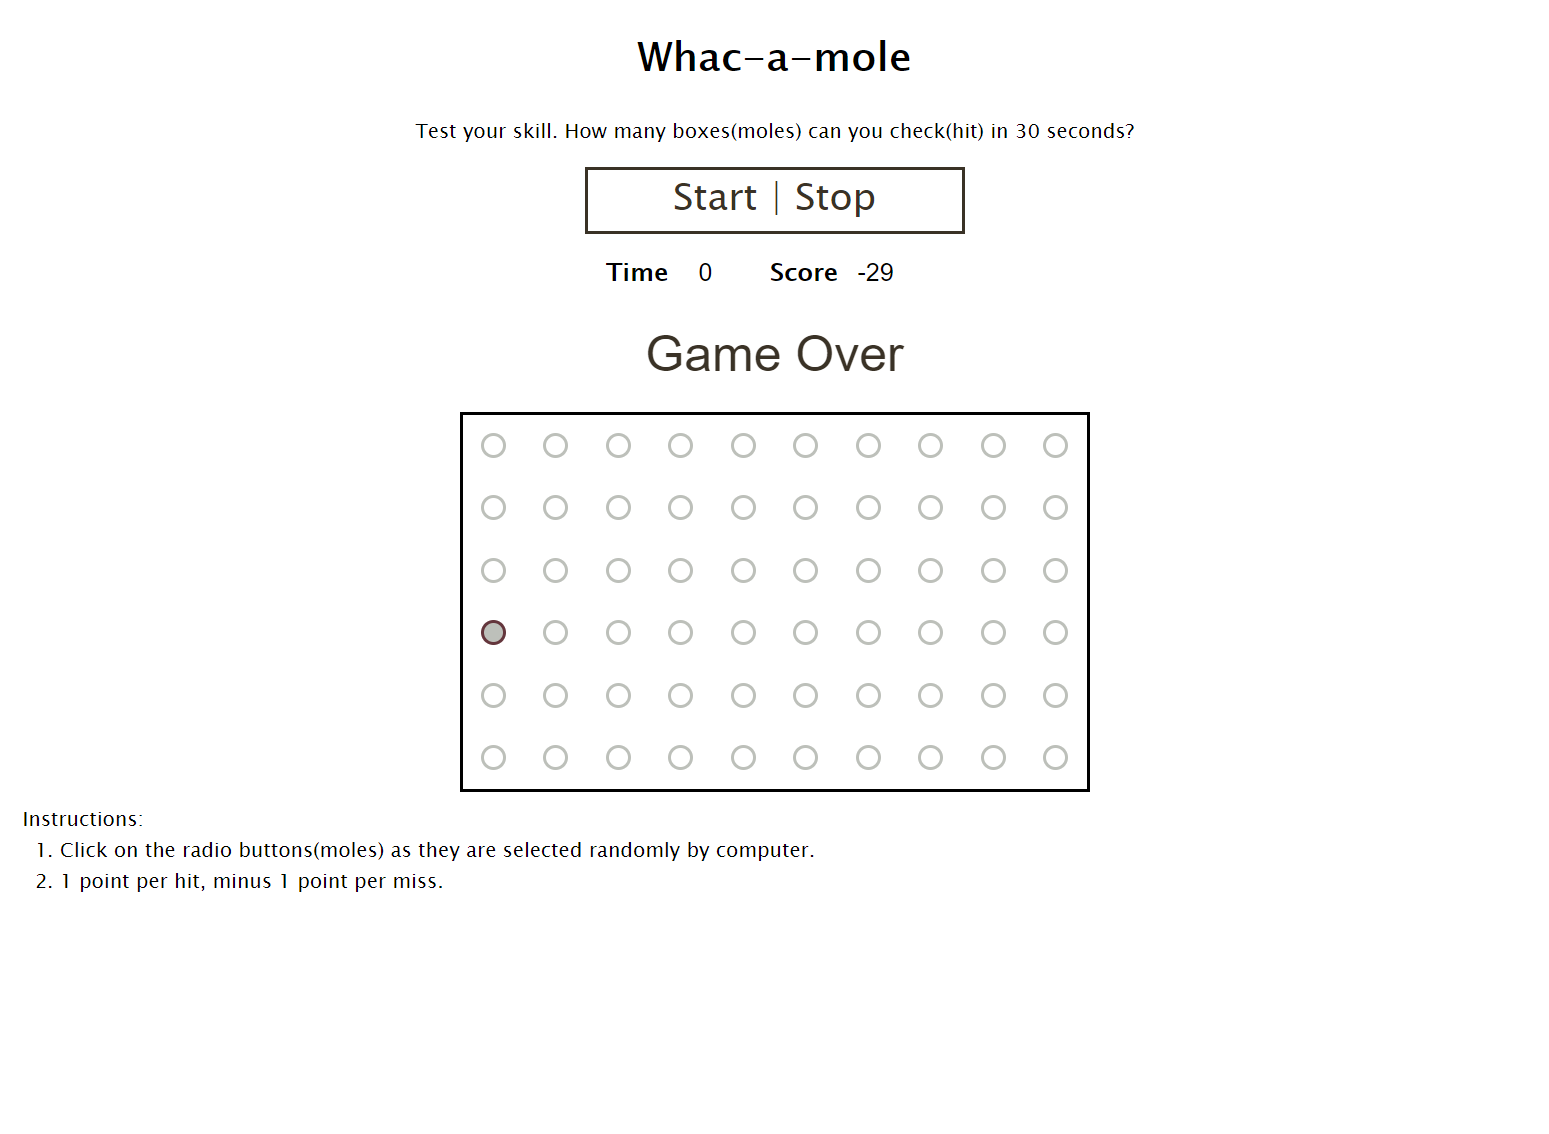 Whac-a-mole
Test your skill. How many boxes(moles) can you check(hit) in 30 seconds?
Start | Stop
Time 0 Score -29
Game Over
Instructions:
1. Click on the radio buttons(moles) as they are selected randomly by computer.
2. 1 point per hit, minus 1 point per miss.